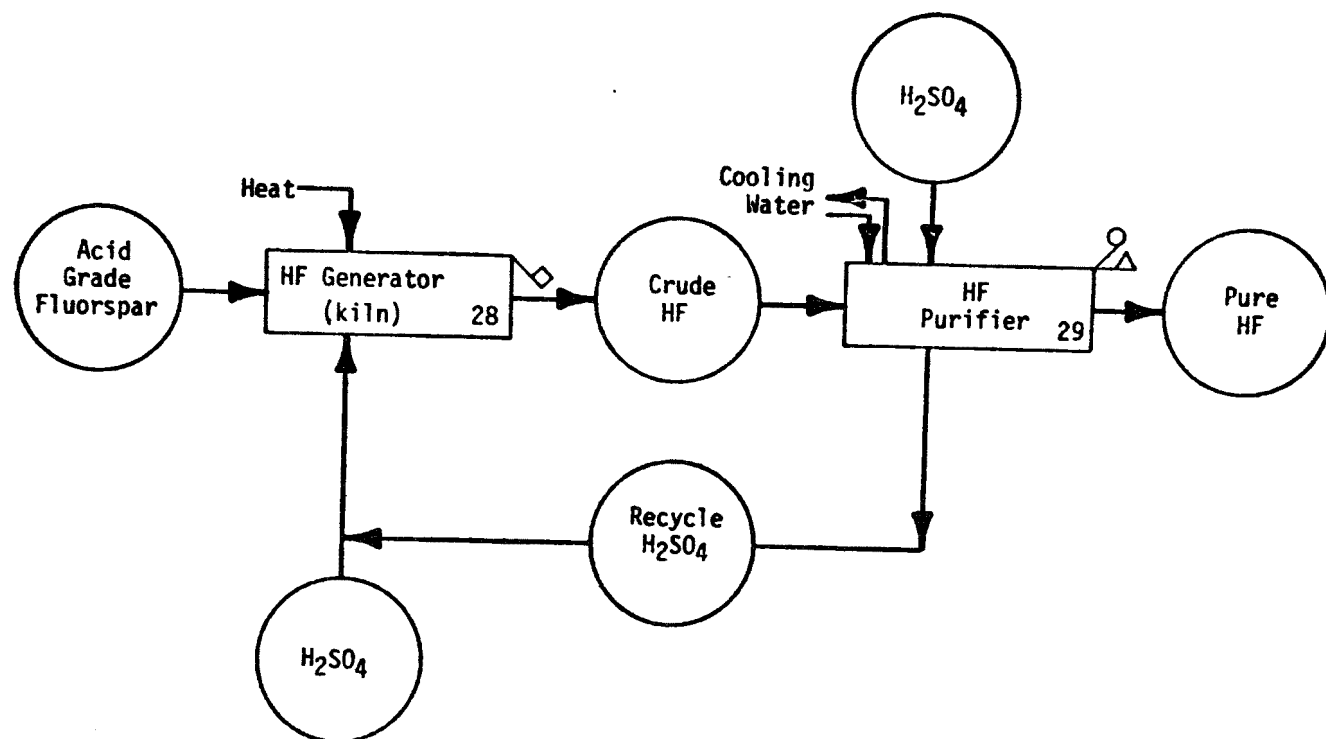 H₂SO₄
Cooling
Water
Heat
Acid
Grade
Fluorspar
HF Generator
(kiln) 28
Crude
HF
HF
Purifier 29
Pure
HF
Recycle
H₂SO₄
H₂SO₄